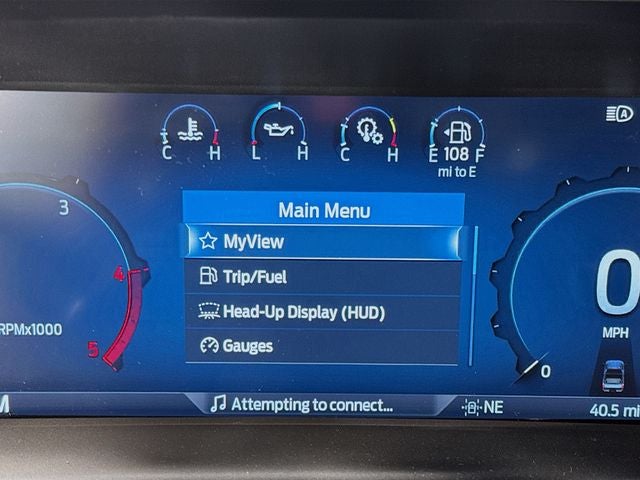 C H
L H
C H
E 108 F
mi to E
A
Main Menu
MyView
Trip/Fuel
Head-Up Display (HUD)
Gauges
3
4
5
RPMx1000
0
MPH
0
M
Attempting to connect...
NE
40.5 mi